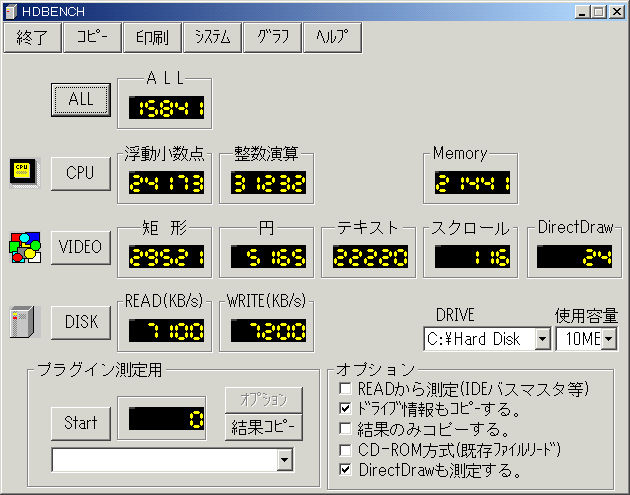 HDBENCH
終了 ｺﾋﾟｰ 印刷 ｼｽﾃﾑ ｸﾞﾗﾌ ﾍﾙﾌﾟ
ＡＬＬ
ALL 15841
浮動小数点 整数演算 Memory
CPU CPU 24173 31232 21441
矩 形 円 テキスト スクロール DirectDraw
VIDEO 29521 5165 22220 116 24
READ(KB/s) WRITE(KB/s) DRIVE 使用容量
DISK 7100 7200 C:¥Hard Disk 10ME
プラグイン測定用
Start 0 ｵﾌﾟｼｮﾝ
結果ｺﾋﾟｰ
オプション
READから測定(IDEバスマスタ等)
ﾄﾞﾗｲﾌﾞ情報もｺﾋﾟｰする。
結果のみコピーする。
CD-ROM方式(既存ﾌｧｲﾙﾘｰﾄﾞ)
DirectDrawも測定する。